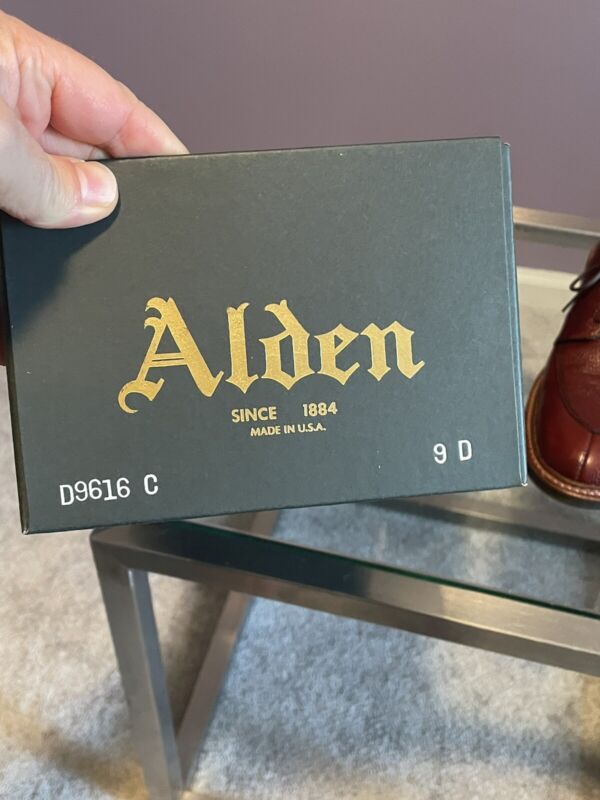 Alden
SINCE 1884
MADE IN U.S.A.
9 D
D9616 C